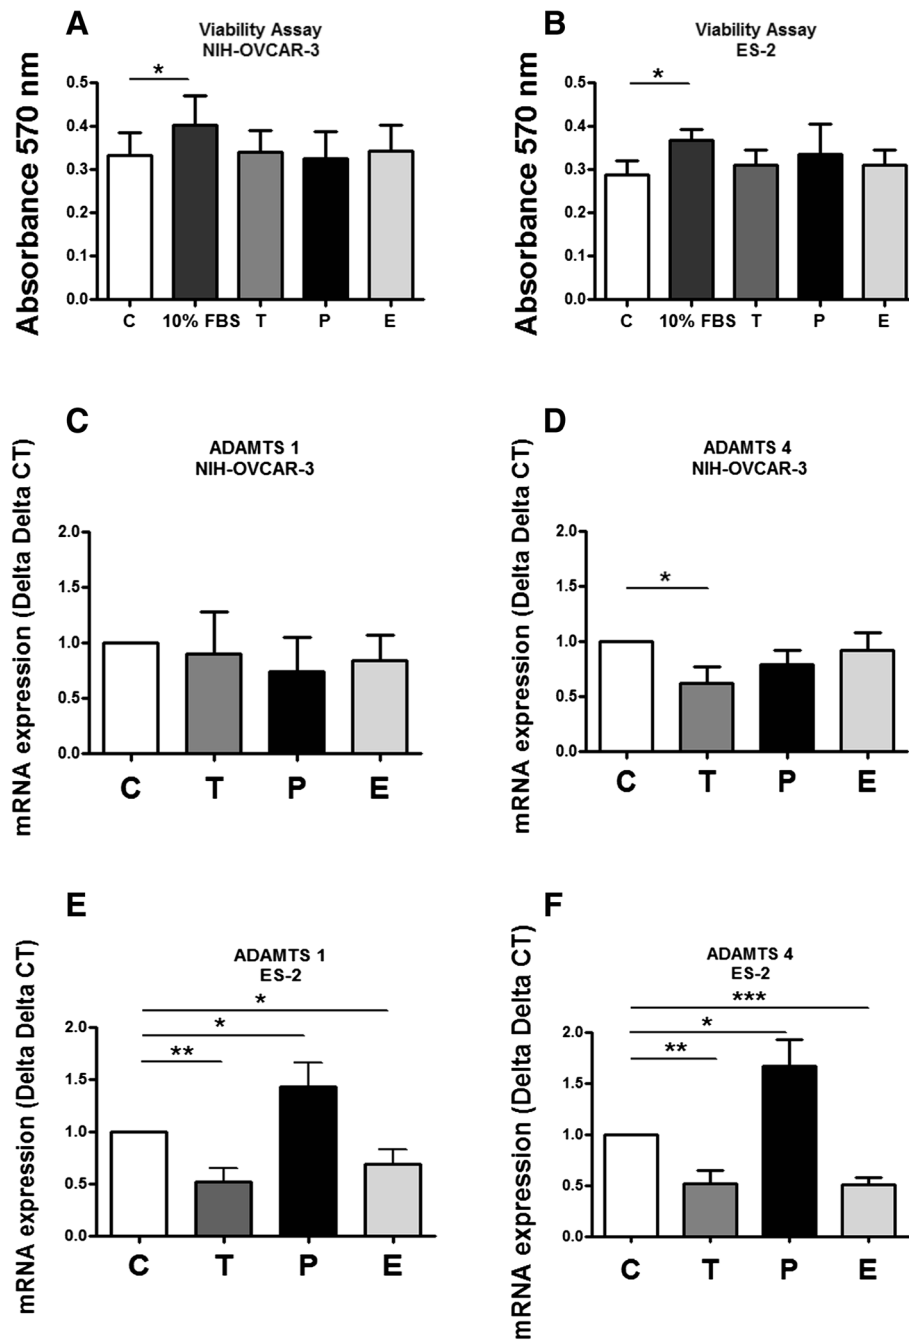 A
Viability Assay
NIH-OVCAR-3
*
Absorbance 570 nm
0.5
0.4
0.3
0.2
0.1
0.0
C 10% FBS T P E
B
Viability Assay
ES-2
*
Absorbance 570 nm
0.5
0.4
0.3
0.2
0.1
0.0
C 10% FBS T P E
C
ADAMTS 1
NIH-OVCAR-3
mRNA expression (Delta Delta CT)
2.0
1.5
1.0
0.5
0.0
C T P E
D
ADAMTS 4
NIH-OVCAR-3
*
mRNA expression (Delta Delta CT)
2.0
1.5
1.0
0.5
0.0
C T P E
E
ADAMTS 1
ES-2
*
*
**
mRNA expression (Delta Delta CT)
2.0
1.5
1.0
0.5
0.0
C T P E
F
ADAMTS 4
ES-2
***
*
**
mRNA expression (Delta Delta CT)
2.0
1.5
1.0
0.5
0.0
C T P E